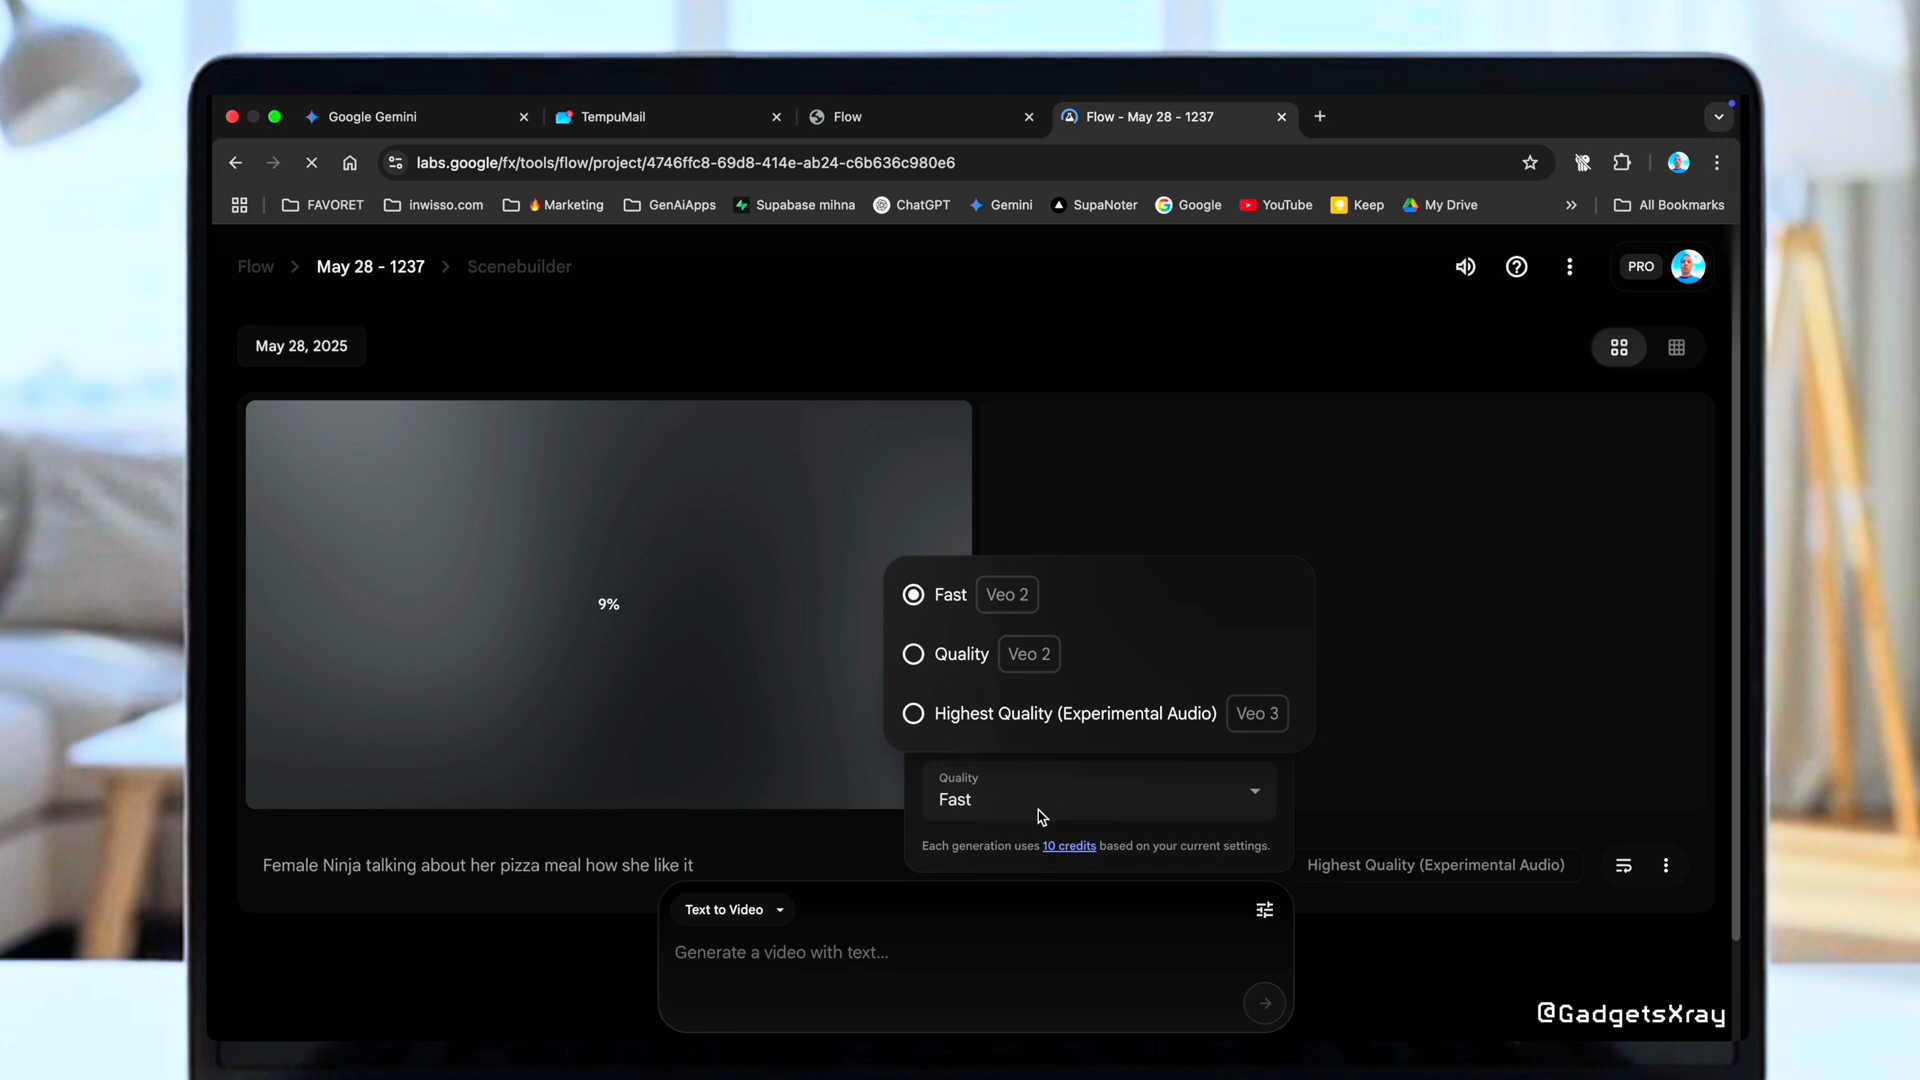 Google Gemini
TempuMail
Flow
Flow - May 28 - 1237
labs.google/fx/tools/flow/project/4746ffc8-69d8-414e-ab24-c6b636c980e6
FAVORET
inwisso.com
🔥Marketing
GenAiApps
Supabase mihna
ChatGPT
Gemini
SupaNoter
Google
YouTube
Keep
My Drive
All Bookmarks
Flow > May 28 - 1237 > Scenebuilder
PRO
May 28, 2025
9%
Fast Veo 2
Quality Veo 2
Highest Quality (Experimental Audio) Veo 3
Quality
Fast
Each generation uses 10 credits based on your current settings.
Female Ninja talking about her pizza meal how she like it
Highest Quality (Experimental Audio)
Text to Video
Generate a video with text...
@GadgetsXray